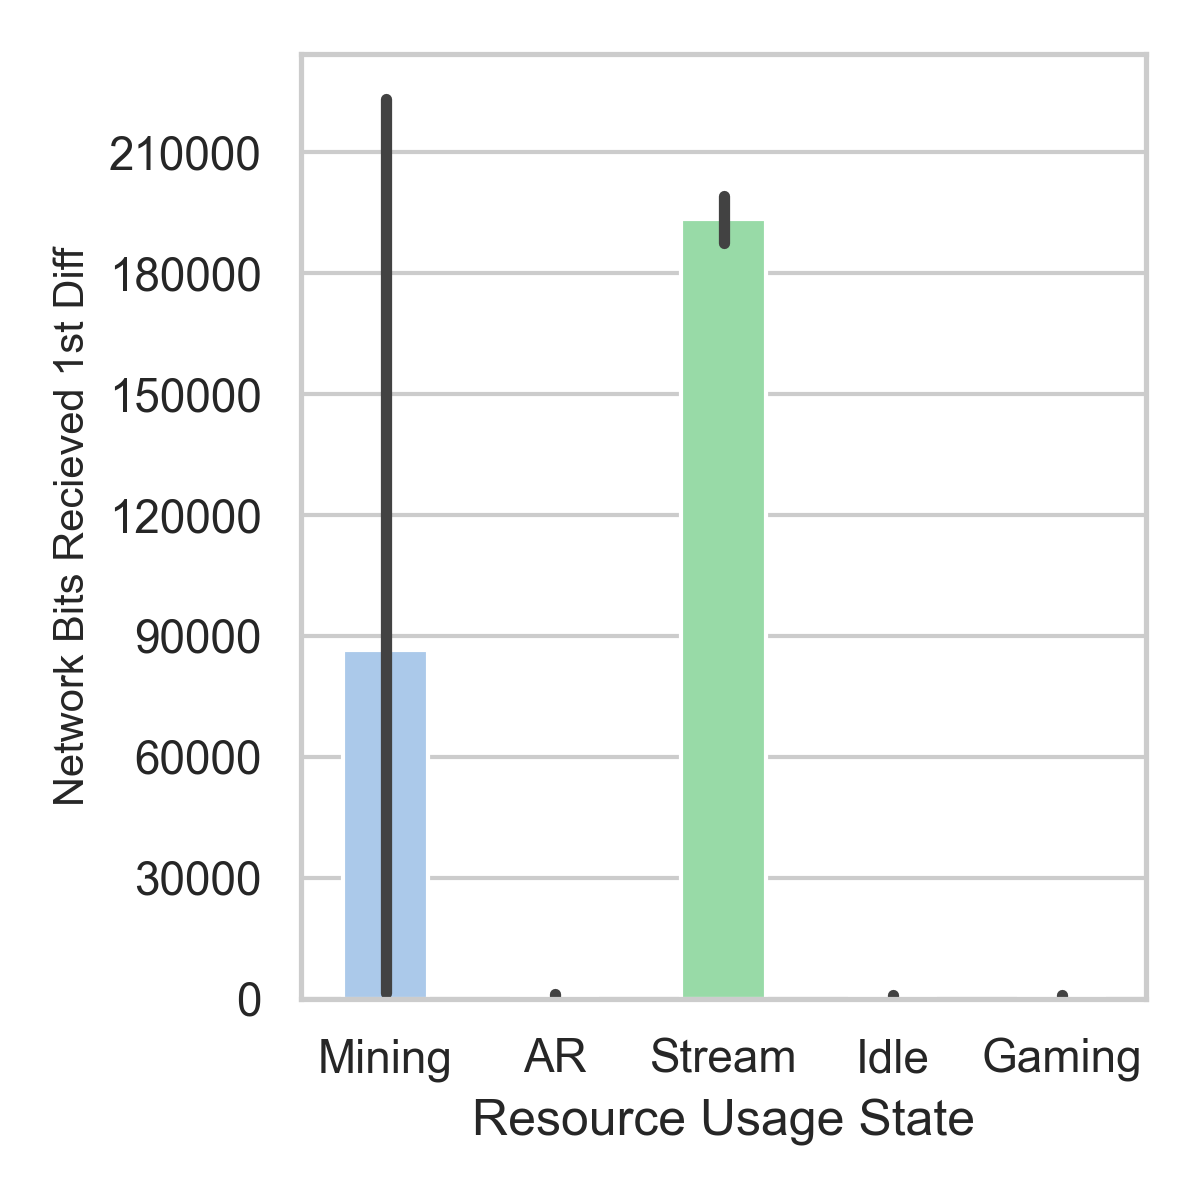 Network Bits Recieved 1st Diff
210000
180000
150000
120000
90000
60000
30000
0
Mining AR Stream Idle Gaming
Resource Usage State